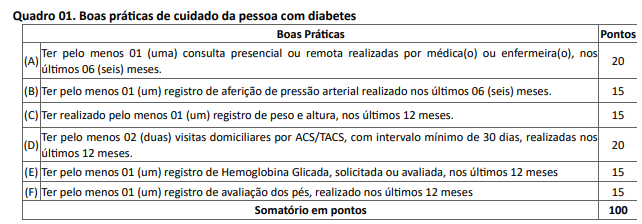 Quadro 01. Boas práticas de cuidado da pessoa com diabetes
Boas Práticas Pontos
(A) Ter pelo menos 01 (uma) consulta presencial ou remota realizadas por médica(o) ou enfermeira(o), nos
últimos 06 (seis) meses. 20
(B) Ter pelo menos 01 (um) registro de aferição de pressão arterial realizado nos últimos 06 (seis) meses. 15
(C) Ter realizado pelo menos 01 (um) registro de peso e altura, nos últimos 12 meses. 15
(D) Ter pelo menos 02 (duas) visitas domiciliares por ACS/TACS, com intervalo mínimo de 30 dias, realizadas nos
últimos 12 meses. 20
(E) Ter pelo menos 01 (um) registro de Hemoglobina Glicada, solicitada ou avaliada, nos últimos 12 meses 15
(F) Ter pelo menos 01 (um) registro de avaliação dos pés, realizado nos últimos 12 meses 15
Somatório em pontos 100